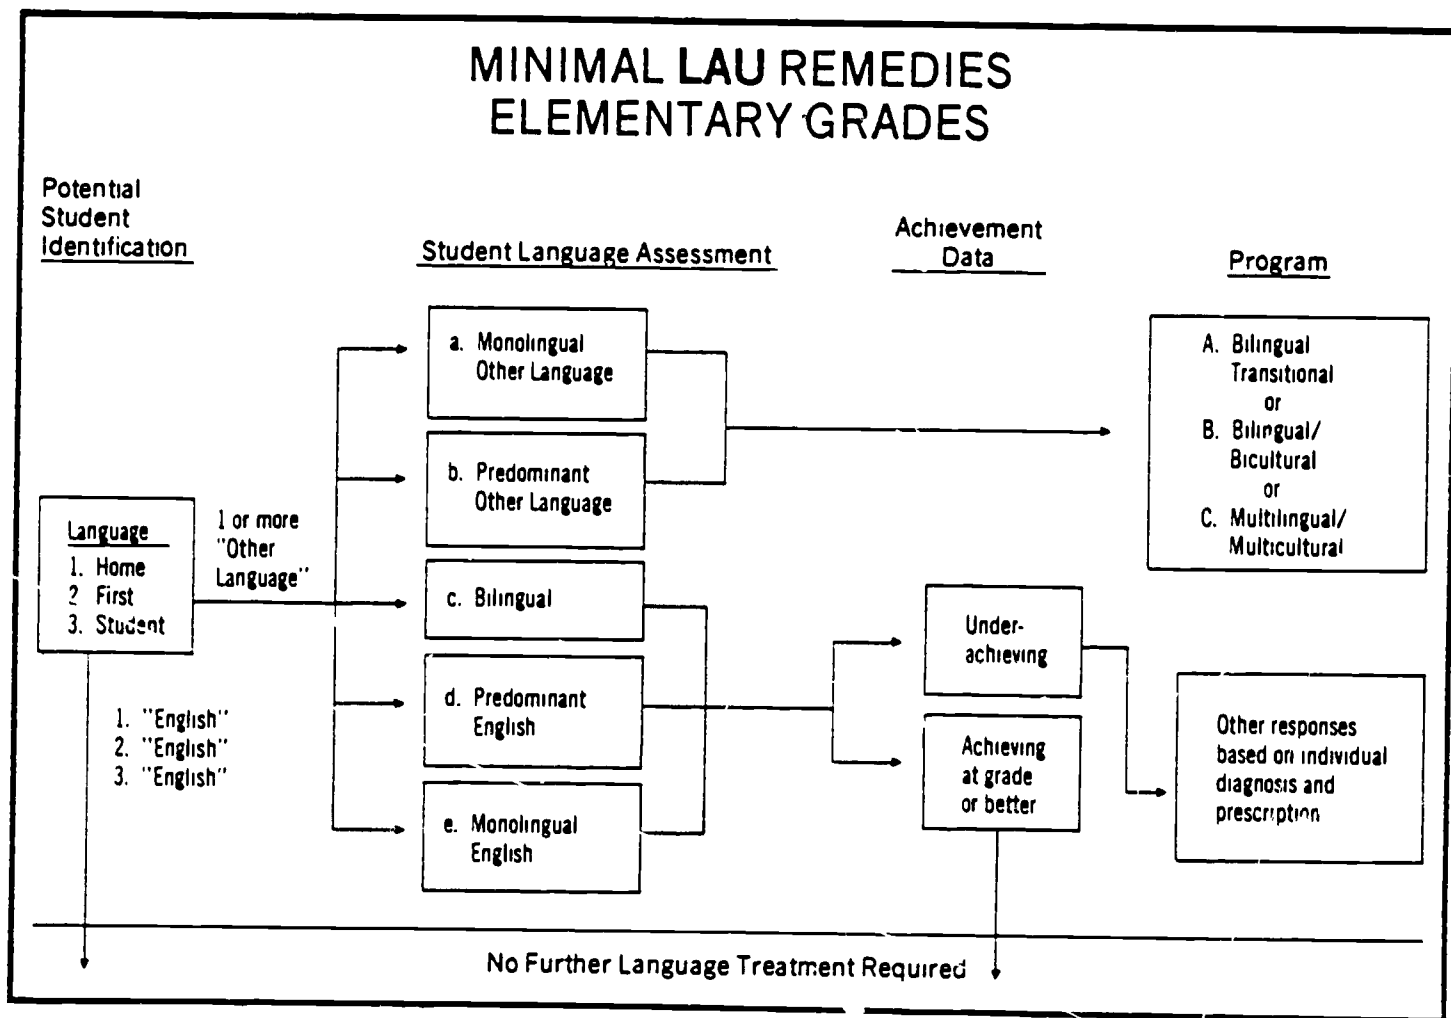 MINIMAL LAU REMEDIES
ELEMENTARY GRADES
Potential
Student
Identification
Student Language Assessment
Achievement
Data
Program
Language
1. Home
2 First
3. Student
1 or more
"Other
Language"
1. "English"
2. "English"
3. "English"
a. Monolingual
Other Language
b. Predominant
Other Language
c. Bilingual
d. Predominant
English
e. Monolingual
English
Under-
achieving
Achieving
at grade
or better
A. Bilingual
Transitional
or
B. Bilingual/
Bicultural
or
C. Multilingual/
Multicultural
Other responses
based on individual
diagnosis and
prescription
No Further Language Treatment Required